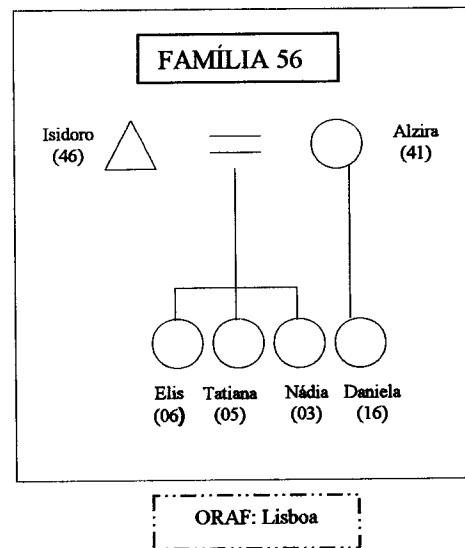 FAMÍLIA 56
Isidoro
(46)
Alzira
(41)
Elis
(06)
Tatiana
(05)
Nádia
(03)
Daniela
(16)
ORAF: Lisboa